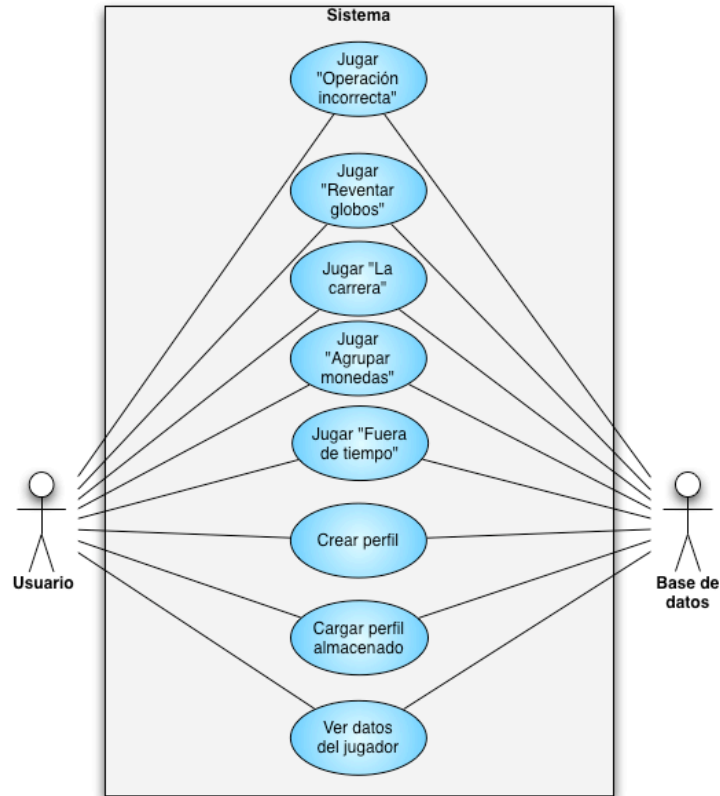 Sistema
Jugar
"Operación
incorrecta"
Jugar
"Reventar
globos"
Jugar "La
carrera"
Jugar
"Agrupar
monedas"
Jugar "Fuera
de tiempo"
Crear perfil
Usuario
Base de
datos
Cargar perfil
almacenado
Ver datos
del jugador